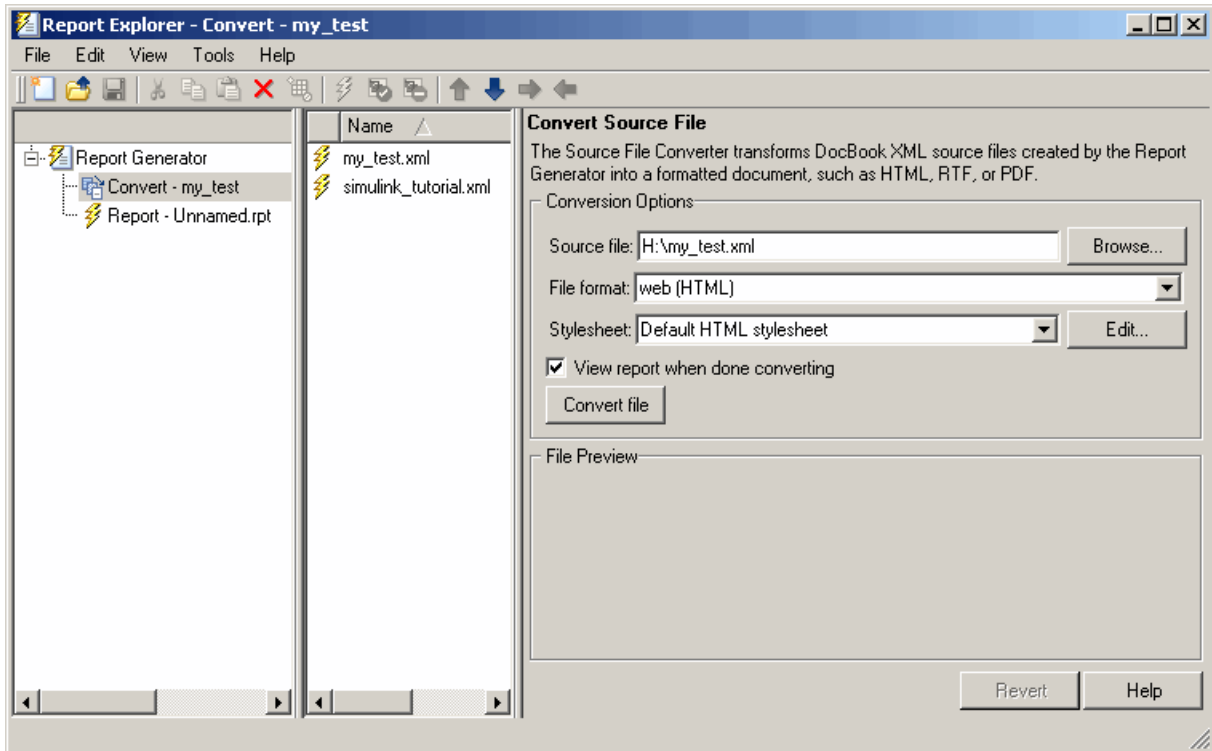 Report Explorer - Convert - my_test
File Edit View Tools Help
Report Generator
Convert - my_test
Report - Unnamed.rpt
Name
my_test.xml
simulink_tutorial.xml
Convert Source File
The Source File Converter transforms DocBook XML source files created by the Report
Generator into a formatted document, such as HTML, RTF, or PDF.
Conversion Options
Source file: H:\my_test.xml Browse...
File format: web (HTML)
Stylesheet: Default HTML stylesheet Edit...
View report when done converting
Convert file
File Preview
Revert Help